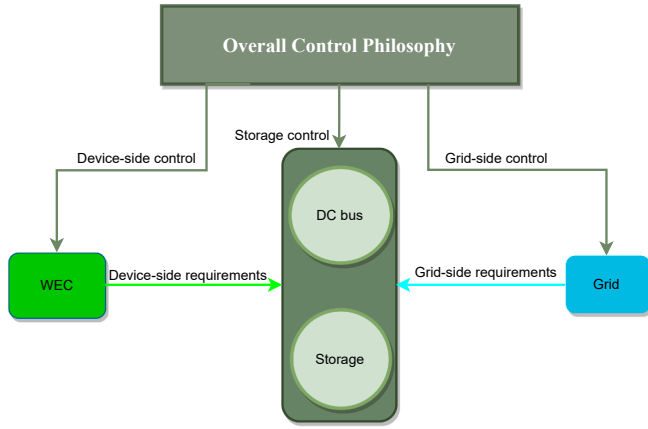 Overall Control Philosophy
Storage control
Device-side control
Grid-side control
DC bus
WEC
Device-side requirements
Grid-side requirements
Grid
Storage